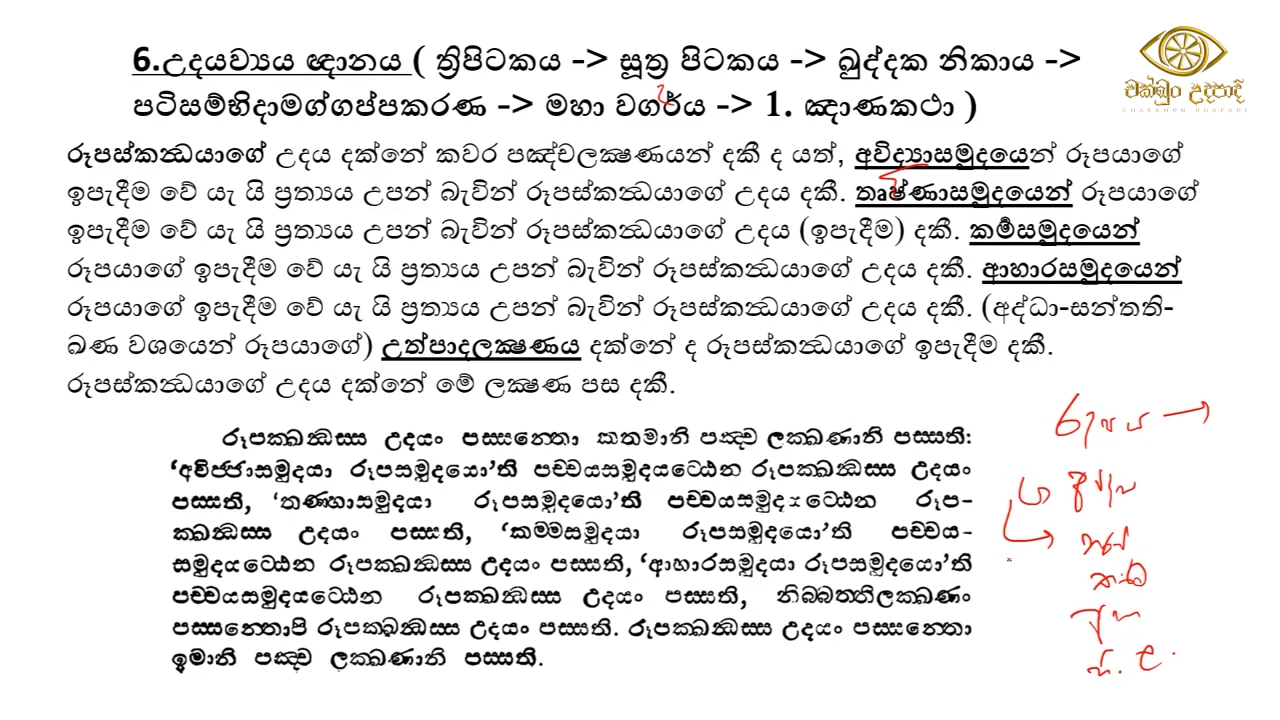 6.උදයව්‍යය ඥානය ( ත්‍රිපිටකය -> සූත්‍ර පිටකය -> ඛුද්දක නිකාය ->
පටිසම්භිදාමග්ගප්පකරණ -> මහා වර්ගය -> 1. ඤාණකථා )
චක්ඛුං උදපාදි
CHAKKHUN UDAPADI
රූපස්කන්‍ධයාගේ උදය දක්නේ කවර පඤ්චලක්‍ෂණයන් දකී ද යත්, අවිද්‍යාසමුදයෙන් රූපයාගේ
ඉපැදීම වේ යැ යි ප්‍රත්‍යය උපන් බැවින් රූපස්කන්‍ධයාගේ උදය දකී. තෘෂ්ණාසමුදයෙන් රූපයාගේ
ඉපැදීම වේ යැ යි ප්‍රත්‍යය උපන් බැවින් රූපස්කන්‍ධයාගේ උදය (ඉපැදීම) දකී. කර්‍මසමුදයෙන්
රූපයාගේ ඉපැදීම වේ යැ යි ප්‍රත්‍යය උපන් බැවින් රූපස්කන්‍ධයාගේ උදය දකී. ආහාරසමුදයෙන්
රූපයාගේ ඉපැදීම වේ යැ යි ප්‍රත්‍යය උපන් බැවින් රූපස්කන්‍ධයාගේ උදය දකී. (අද්ධා-සන්තති-
ඛණ වශයෙන් රූපයාගේ) උත්පාදලක්‍ෂණය දක්නේ ද රූපස්කන්‍ධයාගේ ඉපැදීම දකී.
රූපස්කන්‍ධයාගේ උදය දක්නේ මේ ලක්‍ෂණ පස දකී.
රූපක්‍ඛන්‍ධස්ස උදයං පස්සන්තො කතමානි පඤ්ච ලක්‍ඛණානි පස්සති:
‘අවිජ්ජාසමුදයා රූපසමුදයො’ති පච්චයසමුදයට්ඨෙන රූපක්‍ඛන්‍ධස්ස උදයං
පස්සති, ‘තණ්හාසමුදයා රූපසමුදයො’ති පච්චයසමුදයට්ඨෙන රූප-
ක්‍ඛන්‍ධස්ස උදයං පස්සති, ‘කම්මසමුදයා රූපසමුදයො’ති පච්චය-
සමුදයට්ඨෙන රූපක්‍ඛන්‍ධස්ස උදයං පස්සති, ‘ආහාරසමුදයා රූපසමුදයො’ති
පච්චයසමුදයට්ඨෙන රූපක්‍ඛන්‍ධස්ස උදයං පස්සති, නිබ්බත්තිලක්‍ඛණං
පස්සන්තොපි රූපක්‍ඛන්‍ධස්ස උදයං පස්සති. රූපක්‍ඛන්‍ධස්ස උදයං පස්සන්තො
ඉමානි පඤ්ච ලක්‍ඛණානි පස්සති.
රූපය